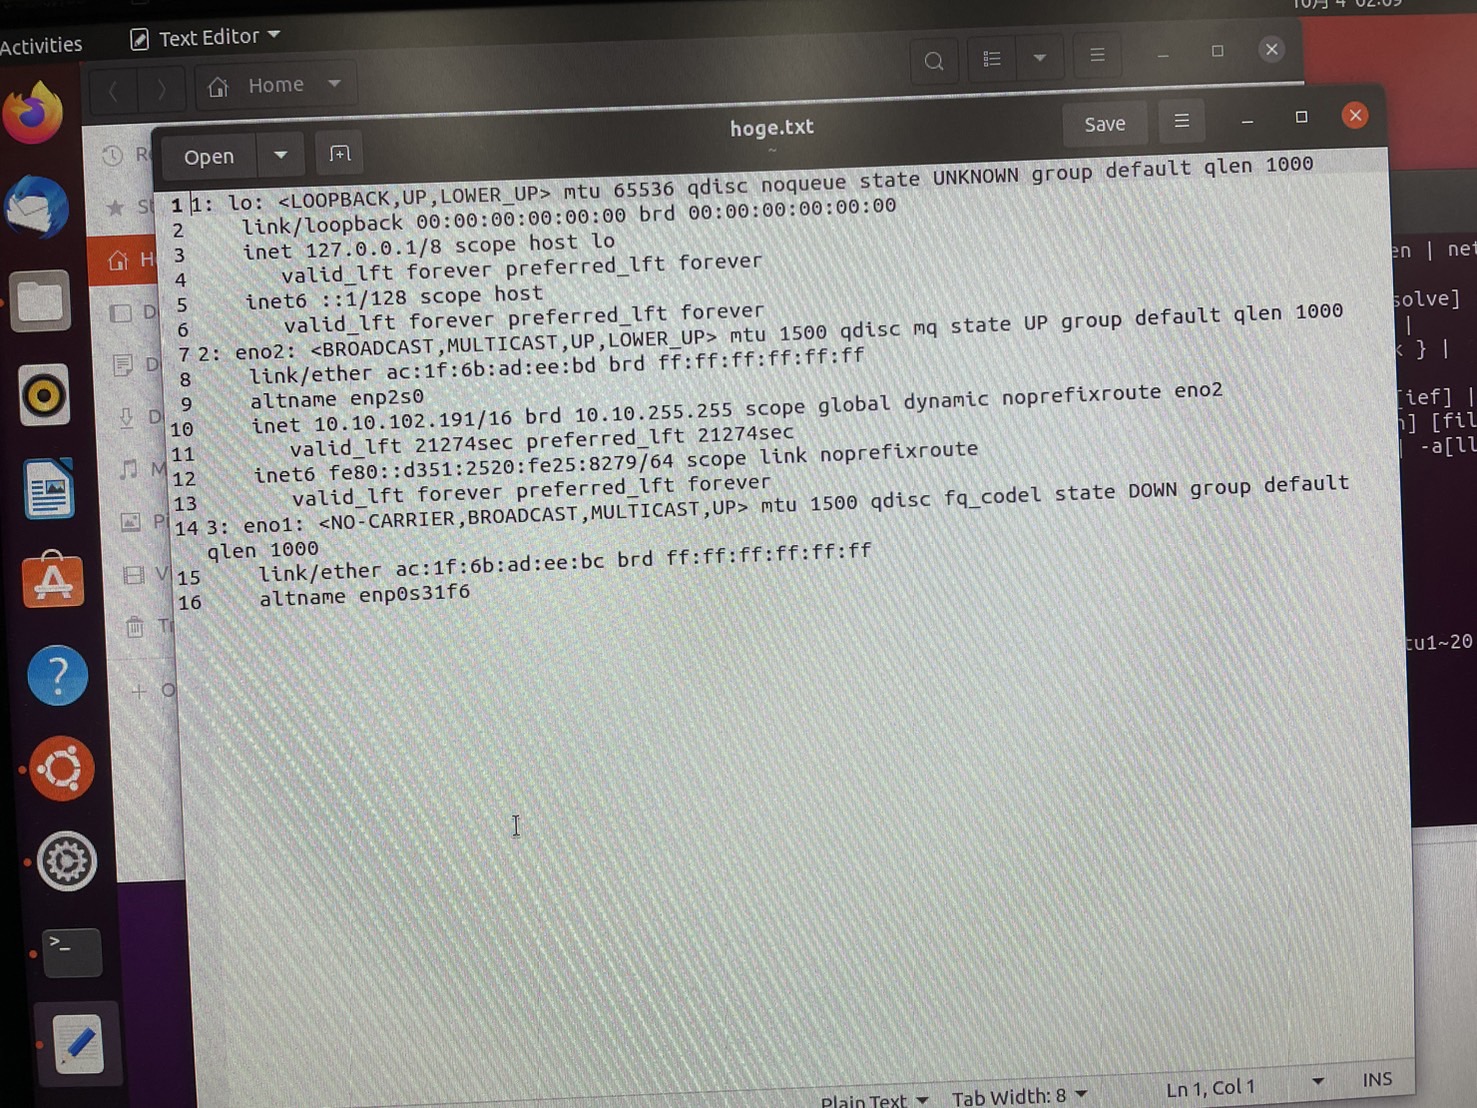 Activities
Text Editor
Home
hoge.txt
~
Open
Save
1 1: lo: <LOOPBACK,UP,LOWER_UP> mtu 65536 qdisc noqueue state UNKNOWN group default qlen 1000
2 link/loopback 00:00:00:00:00:00 brd 00:00:00:00:00:00
3 inet 127.0.0.1/8 scope host lo
4 valid_lft forever preferred_lft forever
5 inet6 ::1/128 scope host
6 valid_lft forever preferred_lft forever
7 2: eno2: <BROADCAST,MULTICAST,UP,LOWER_UP> mtu 1500 qdisc mq state UP group default qlen 1000
8 link/ether ac:1f:6b:ad:ee:bd brd ff:ff:ff:ff:ff:ff
9 altname enp2s0
10 inet 10.10.102.191/16 brd 10.10.255.255 scope global dynamic noprefixroute eno2
11 valid_lft 21274sec preferred_lft 21274sec
12 inet6 fe80::d351:2520:fe25:8279/64 scope link noprefixroute
13 valid_lft forever preferred_lft forever
14 3: eno1: <NO-CARRIER,BROADCAST,MULTICAST,UP> mtu 1500 qdisc fq_codel state DOWN group default
qlen 1000
15 link/ether ac:1f:6b:ad:ee:bc brd ff:ff:ff:ff:ff:ff
16 altname enp0s31f6
en | net
solve]
|
k } |
[ief] |
n] [fil
| -a[ll
tu1~20
Plain Text
Tab Width: 8
Ln 1, Col 1
INS